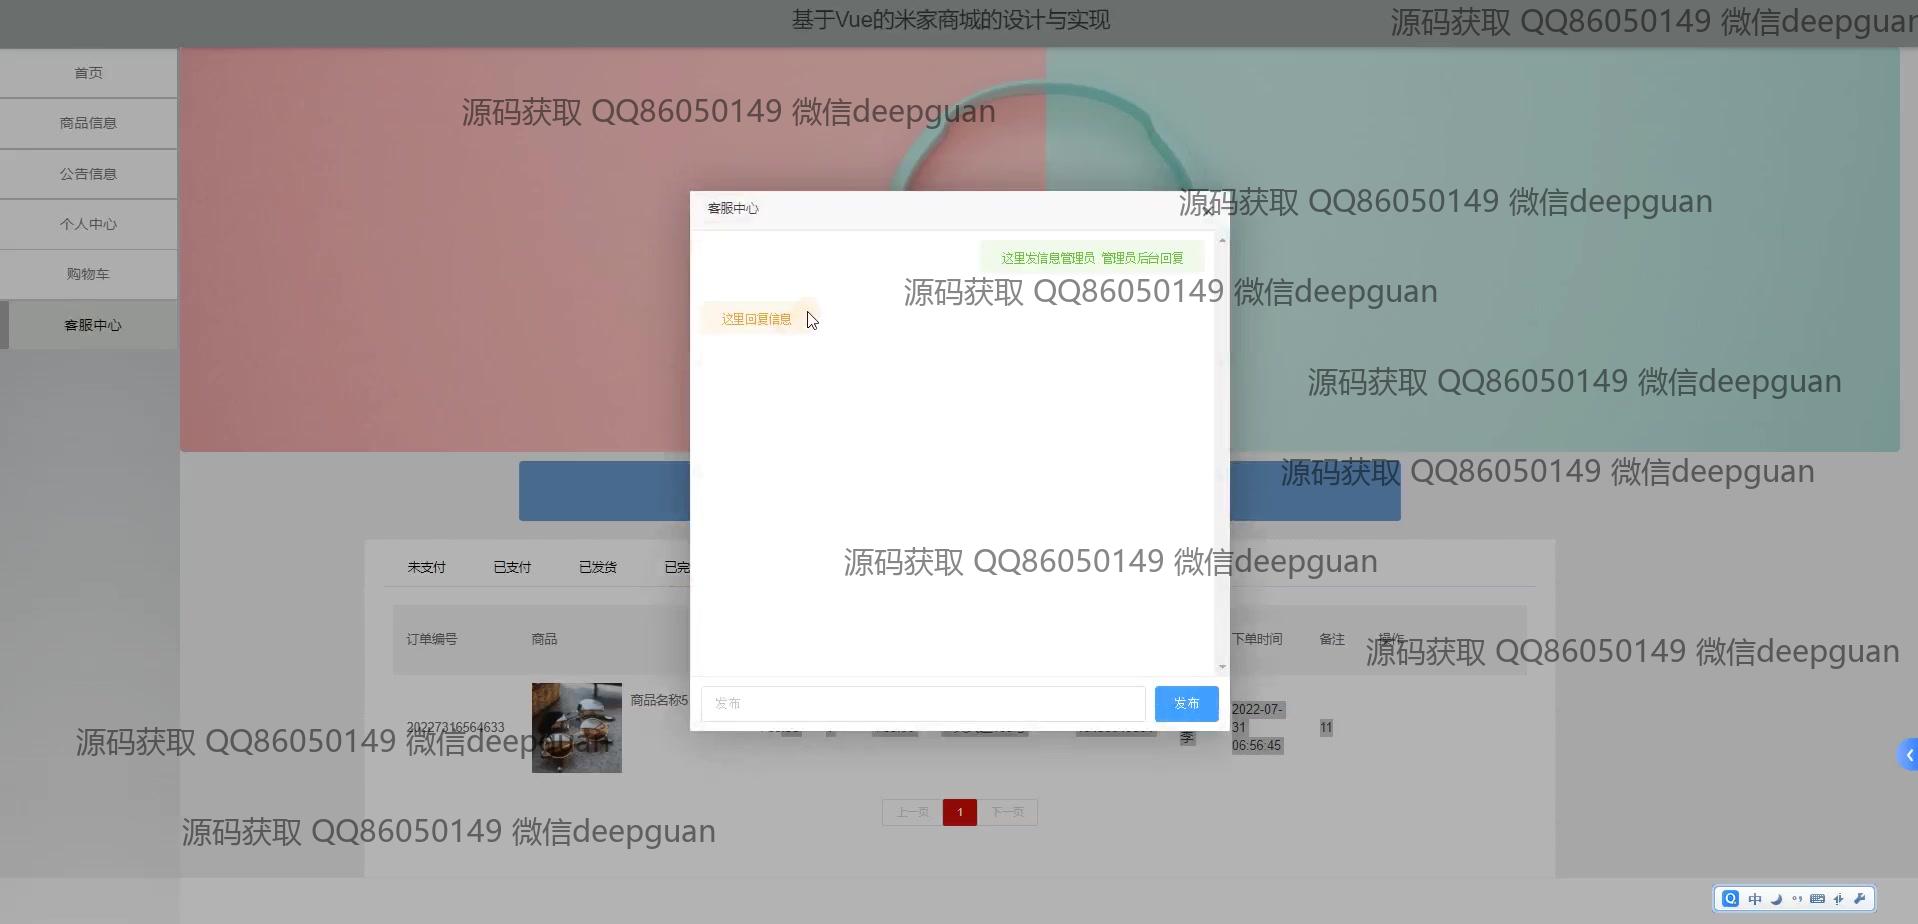 基于Vue的米家商城的设计与实现
源码获取 QQ86050149 微信deepguan
首页
商品信息
公告信息
个人中心
购物车
客服中心
源码获取 QQ86050149 微信deepguan
客服中心
源码获取 QQ86050149 微信deepguan
这里发信息管理员 管理员后台回复
源码获取 QQ86050149 微信deepguan
这里回复信息
源码获取 QQ86050149 微信deepguan
源码获取 QQ86050149 微信deepguan
未支付 已支付 已发货 已完
源码获取 QQ86050149 微信deepguan
订单编号 商品 下单时间 备注 操作
源码获取 QQ86050149 微信deepguan
发布 发布
商品名称5
20227316564633
2022-07-
31
06:56:45
11
季
源码获取 QQ86050149 微信deepguan
上一页 1 下一页
源码获取 QQ86050149 微信deepguan
中